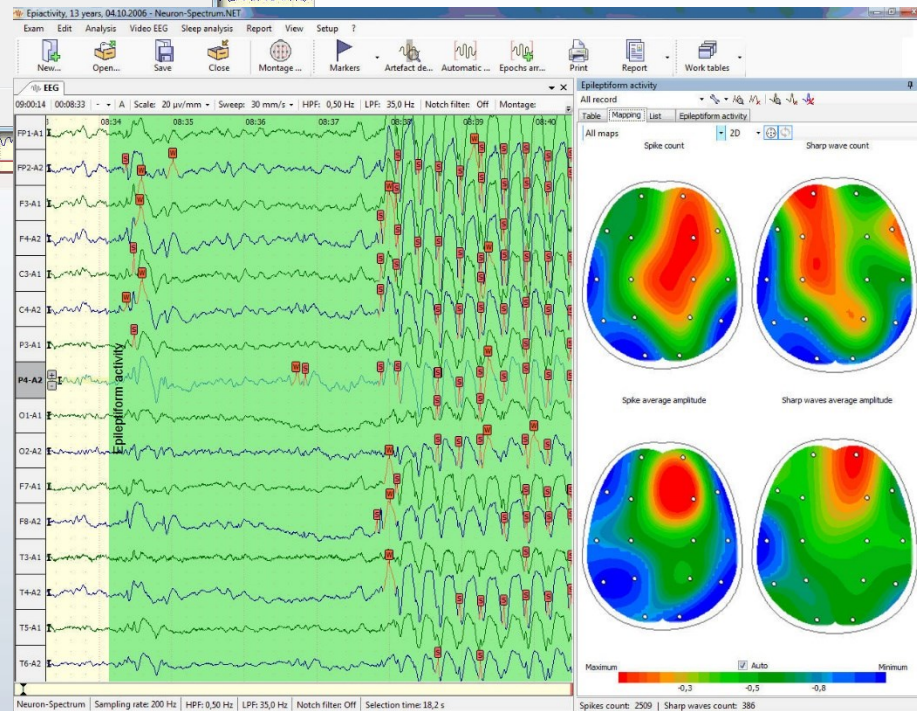 Epiactivity, 13 years, 04.10.2006 - Neuron-Spectrum.NET
Exam Edit Analysis Video EEG Sleep analysis Report View Setup ?
New... Open... Save Close Montage ... Markers Artefact de... Automatic ... Epochs arr... Print Report Work tables
EEG
09:00:14 00:08:33 - A Scale: 20 µv/mm Sweep: 30 mm/s HPF: 0,50 Hz LPF: 35,0 Hz Notch filter: Off Montage:
08:34 08:35 08:36 08:37 08:38 08:39 08:40
FP1-A1
FP2-A2
F3-A1
F4-A2
C3-A1
C4-A2
P3-A1
P4-A2
O1-A1
O2-A2
F7-A1
F8-A2
T3-A1
T4-A2
T5-A1
T6-A2
Epileptiform activity
Neuron-Spectrum Sampling rate: 200 Hz HPF: 0,50 Hz LPF: 35,0 Hz Notch filter: Off Selection time: 18,2 s
Epileptiform activity
All record
Table Mapping List Epileptiform activity
All maps 2D
Spike count Sharp wave count
Spike average amplitude Sharp waves average amplitude
Maximum Auto Minimum
-0,3 -0,5 -0,8
Spikes count: 2509 Sharp waves count: 386